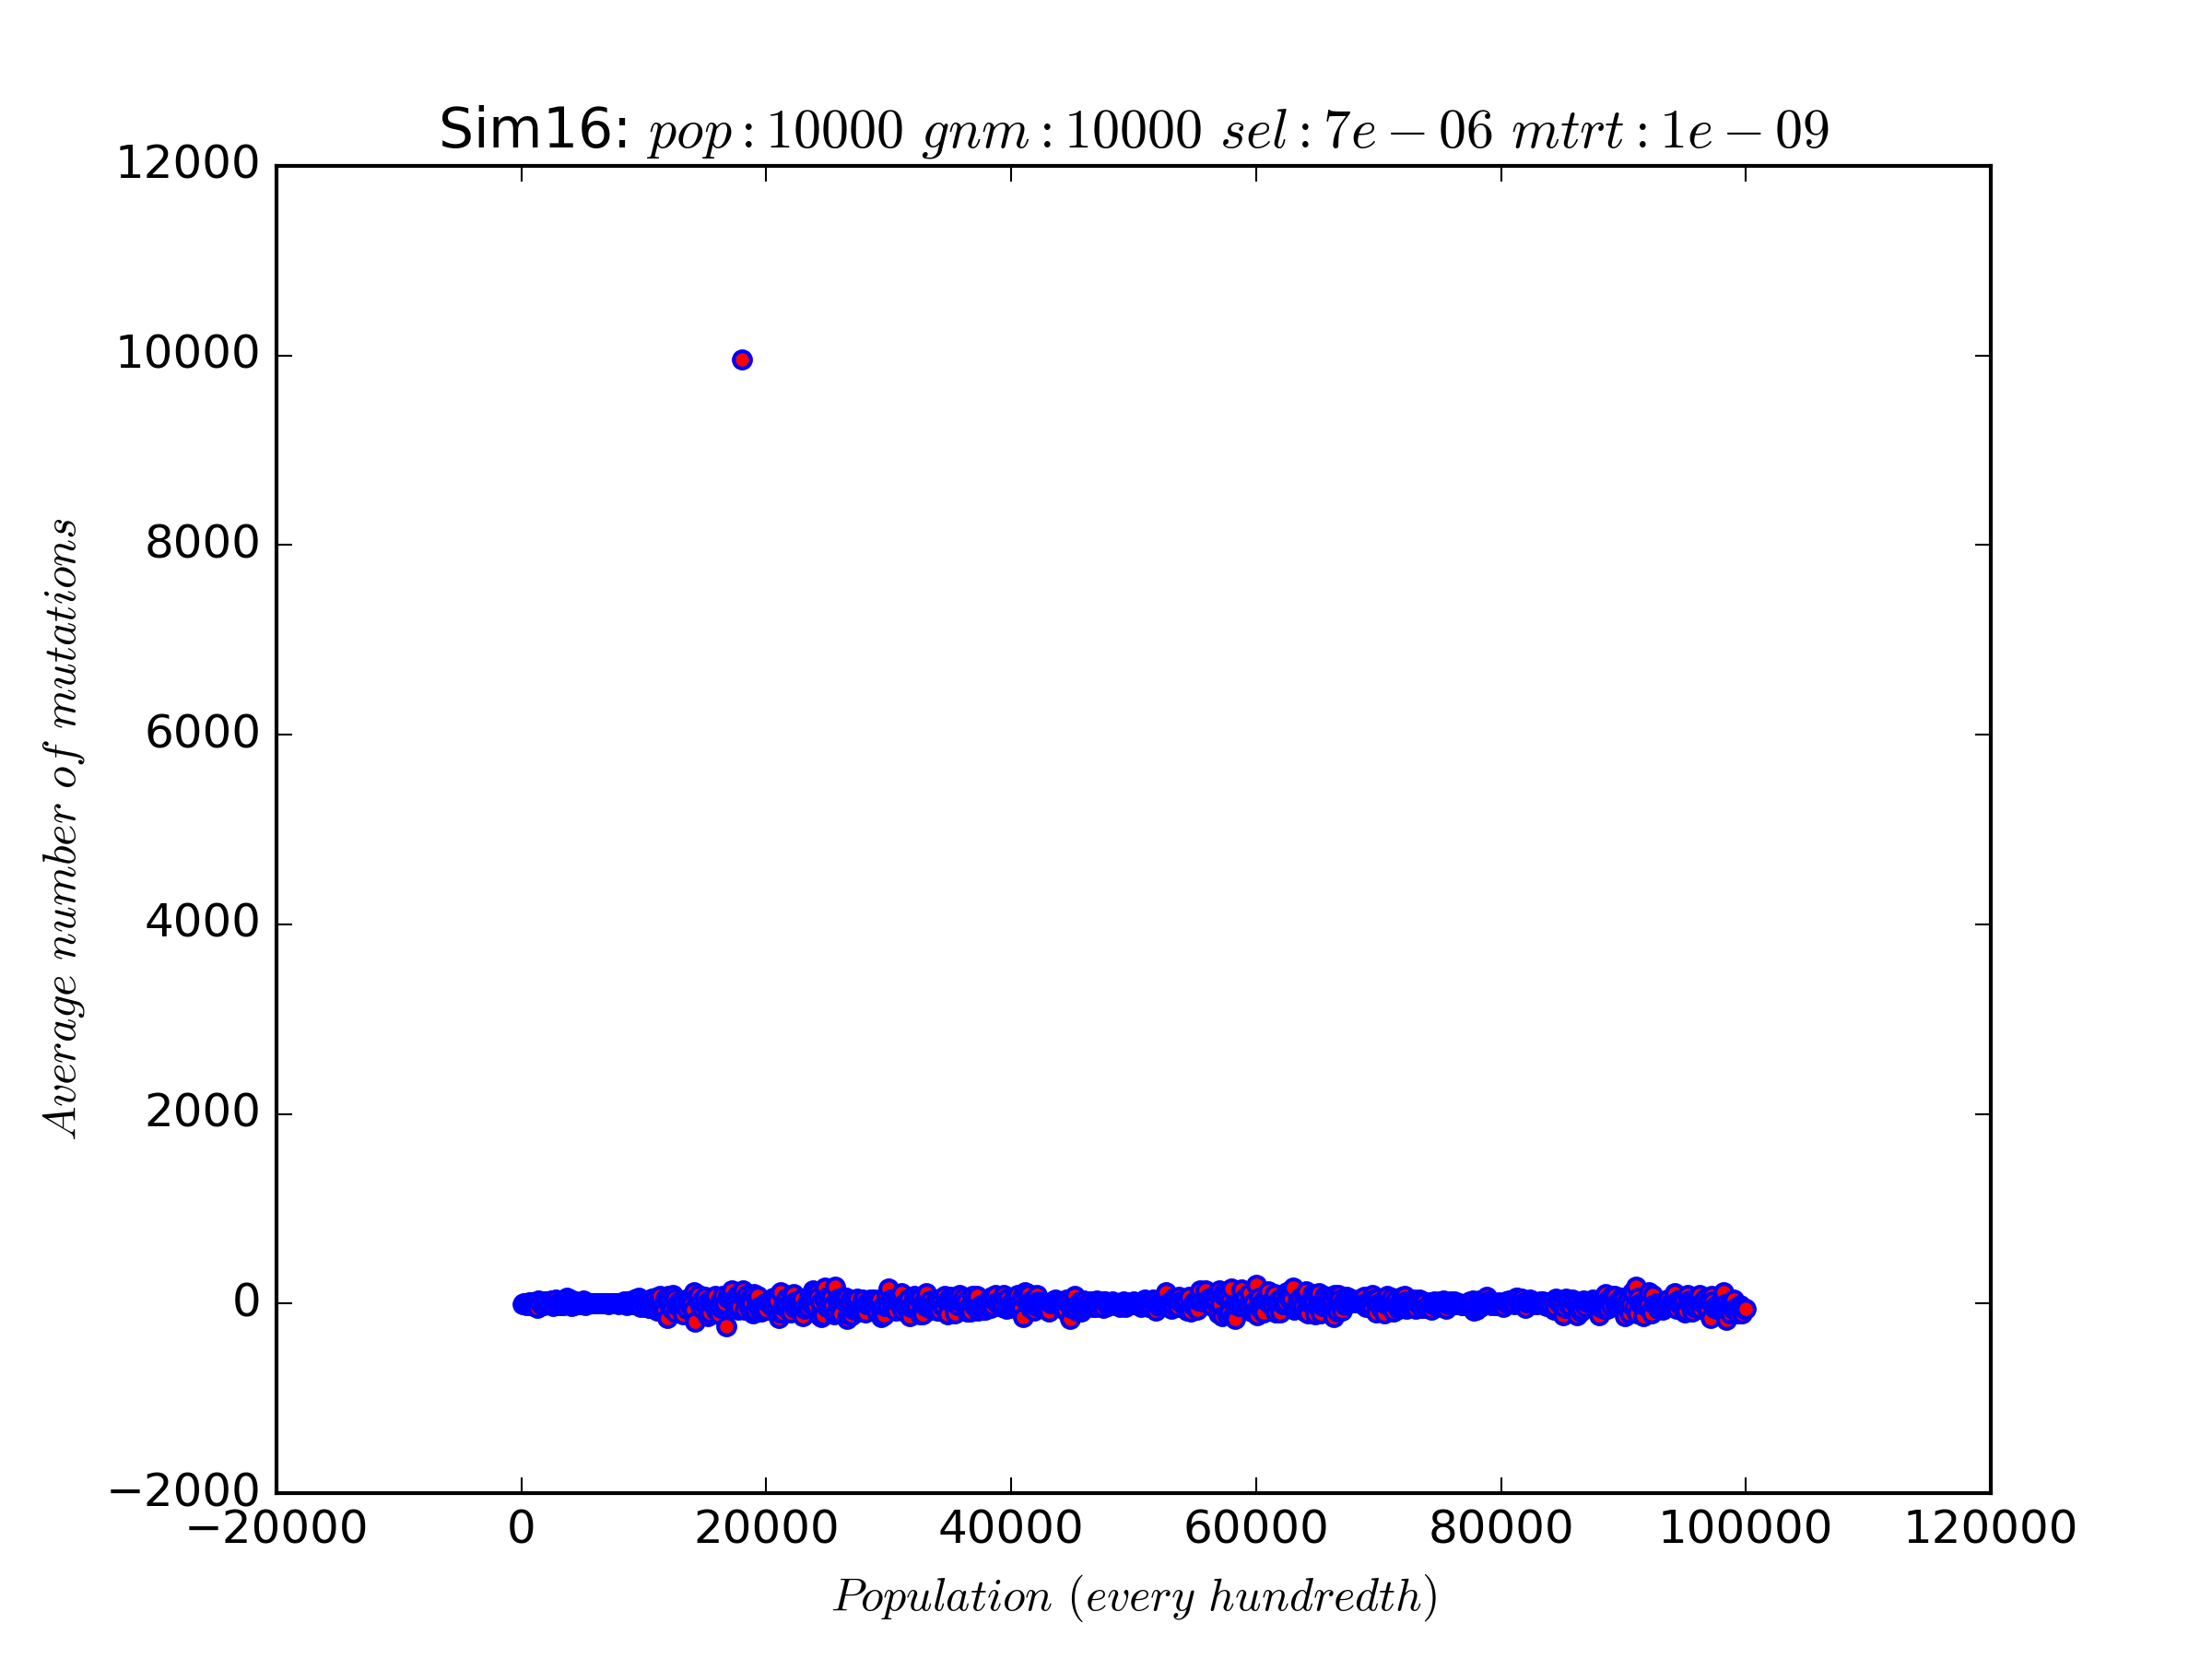 Sim16: pop : 10000 gnm : 10000 sel : 7e − 06 mtrt : 1e − 09
12000
10000
8000
6000
4000
2000
0
−2000
Average number of mutations
−20000 0 20000 40000 60000 80000 100000 120000
Population (every hundredth)